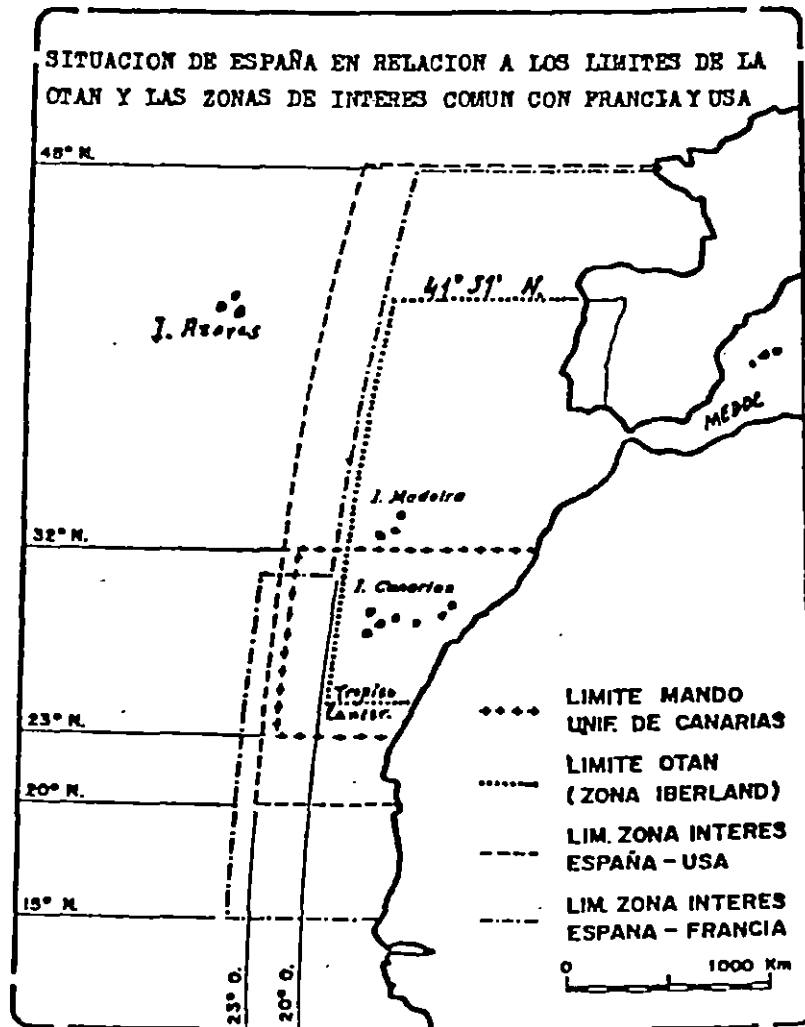 SITUACION DE ESPAÑA EN RELACION A LOS LIMITES DE LA
OTAN Y LAS ZONAS DE INTERES COMUN CON FRANCIA Y USA
48° N.
41° 51' N.
I. Azores
MEDOC
I. Madeira
32° N.
I. Canarias
Tropico
Cancer.
23° N.
20° N.
15° N.
23° O.
20° O.
LIMITE MANDO
UNIF. DE CANARIAS
LIMITE OTAN
(ZONA IBERLAND)
LIM. ZONA INTERES
ESPAÑA - USA
LIM. ZONA INTERES
ESPANA - FRANCIA
0 1000 Km